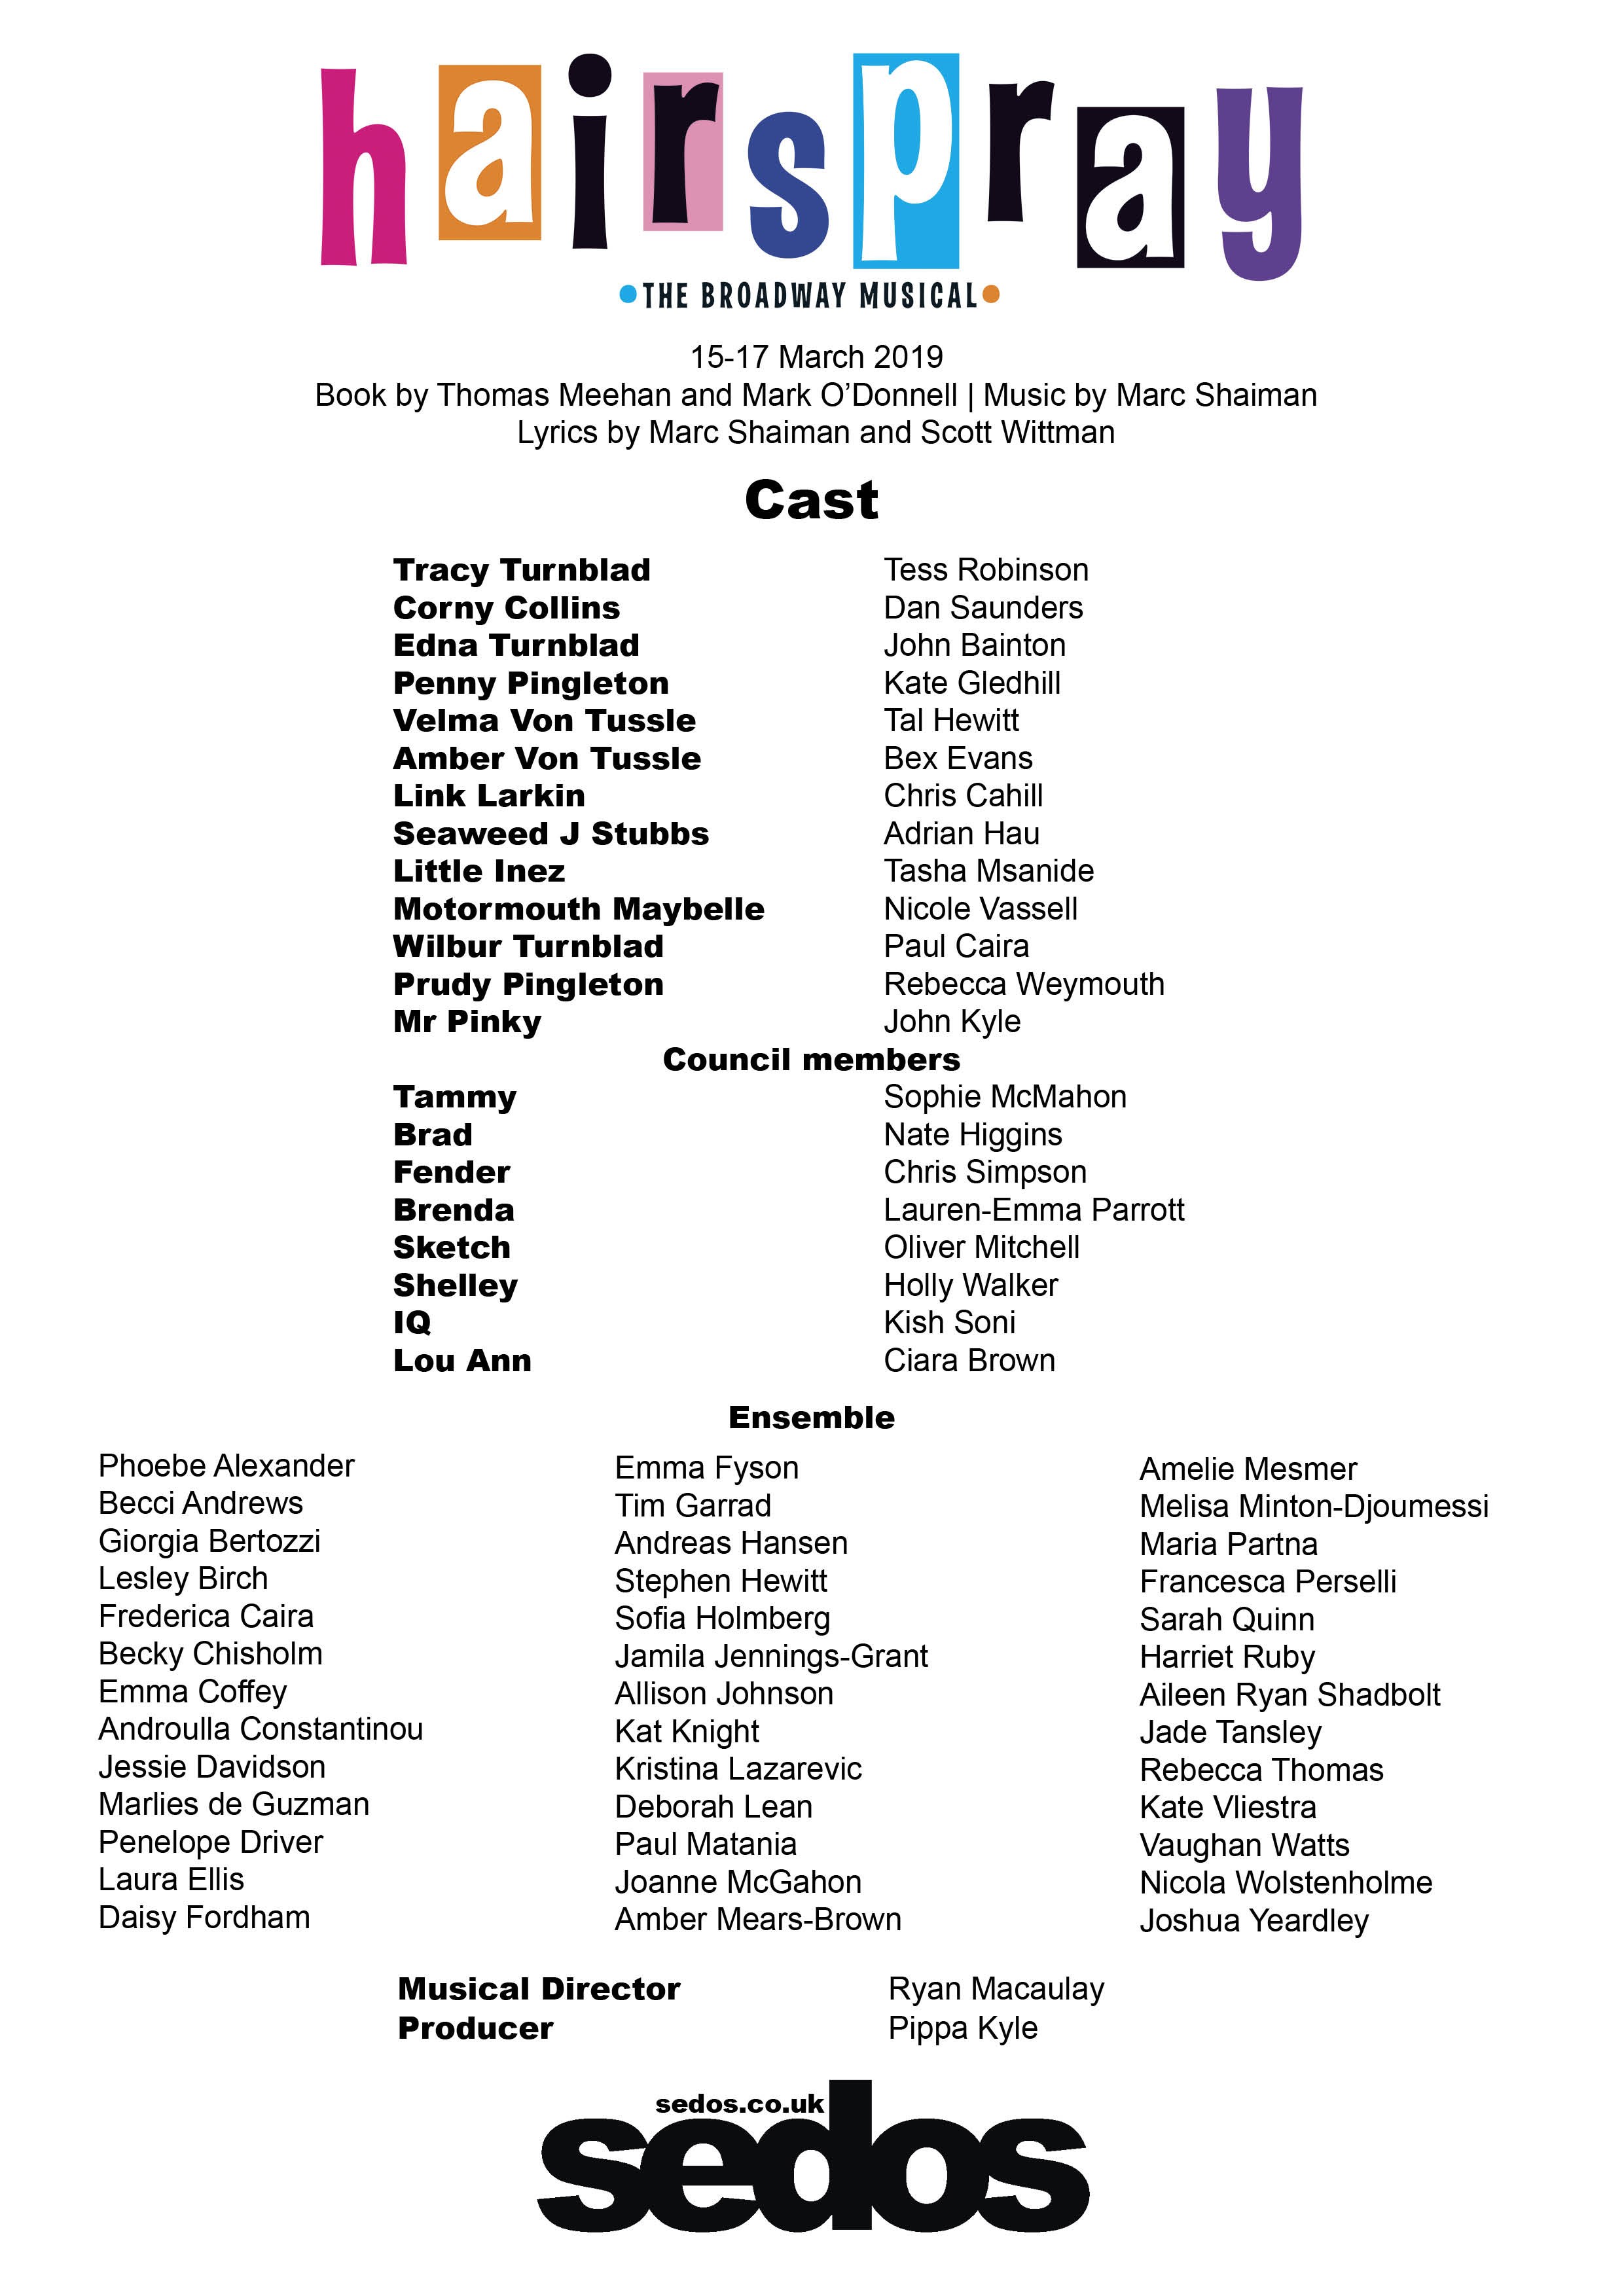 hairspray
•THE BROADWAY MUSICAL•
15-17 March 2019
Book by Thomas Meehan and Mark O’Donnell | Music by Marc Shaiman
Lyrics by Marc Shaiman and Scott Wittman
Cast
Tracy Turnblad Tess Robinson
Corny Collins Dan Saunders
Edna Turnblad John Bainton
Penny Pingleton Kate Gledhill
Velma Von Tussle Tal Hewitt
Amber Von Tussle Bex Evans
Link Larkin Chris Cahill
Seaweed J Stubbs Adrian Hau
Little Inez Tasha Msanide
Motormouth Maybelle Nicole Vassell
Wilbur Turnblad Paul Caira
Prudy Pingleton Rebecca Weymouth
Mr Pinky John Kyle
Council members
Tammy Sophie McMahon
Brad Nate Higgins
Fender Chris Simpson
Brenda Lauren-Emma Parrott
Sketch Oliver Mitchell
Shelley Holly Walker
IQ Kish Soni
Lou Ann Ciara Brown
Ensemble
Phoebe Alexander
Becci Andrews
Giorgia Bertozzi
Lesley Birch
Frederica Caira
Becky Chisholm
Emma Coffey
Androulla Constantinou
Jessie Davidson
Marlies de Guzman
Penelope Driver
Laura Ellis
Daisy Fordham
Emma Fyson
Tim Garrad
Andreas Hansen
Stephen Hewitt
Sofia Holmberg
Jamila Jennings-Grant
Allison Johnson
Kat Knight
Kristina Lazarevic
Deborah Lean
Paul Matania
Joanne McGahon
Amber Mears-Brown
Amelie Mesmer
Melisa Minton-Djoumessi
Maria Partna
Francesca Perselli
Sarah Quinn
Harriet Ruby
Aileen Ryan Shadbolt
Jade Tansley
Rebecca Thomas
Kate Vliestra
Vaughan Watts
Nicola Wolstenholme
Joshua Yeardley
Musical Director Ryan Macaulay
Producer Pippa Kyle
sedos.co.uk
sedos